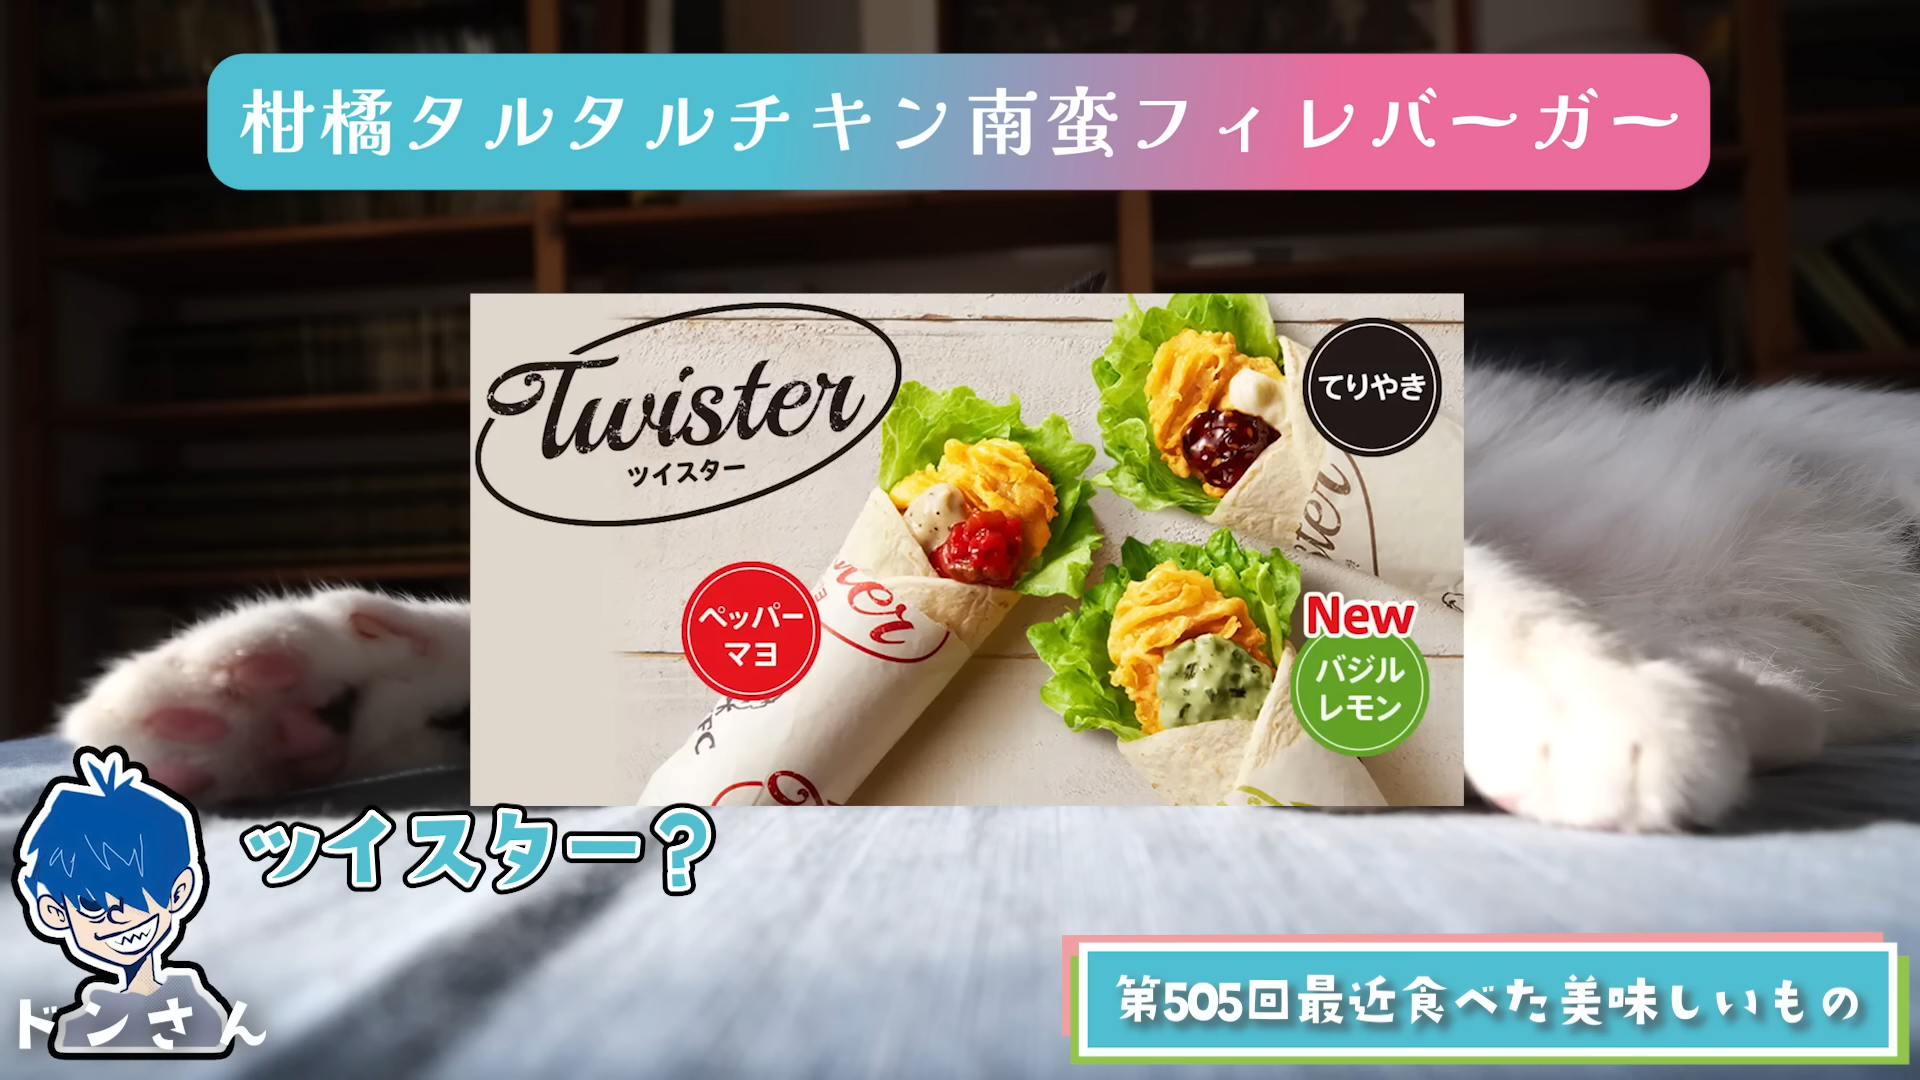 柑橘タルタルチキン南蛮フィレバーガー
Twister
ツイスター
てりやき
ペッパー
マヨ
New
バジル
レモン
ツイスター？
ドンさん
第505回最近食べた美味しいもの